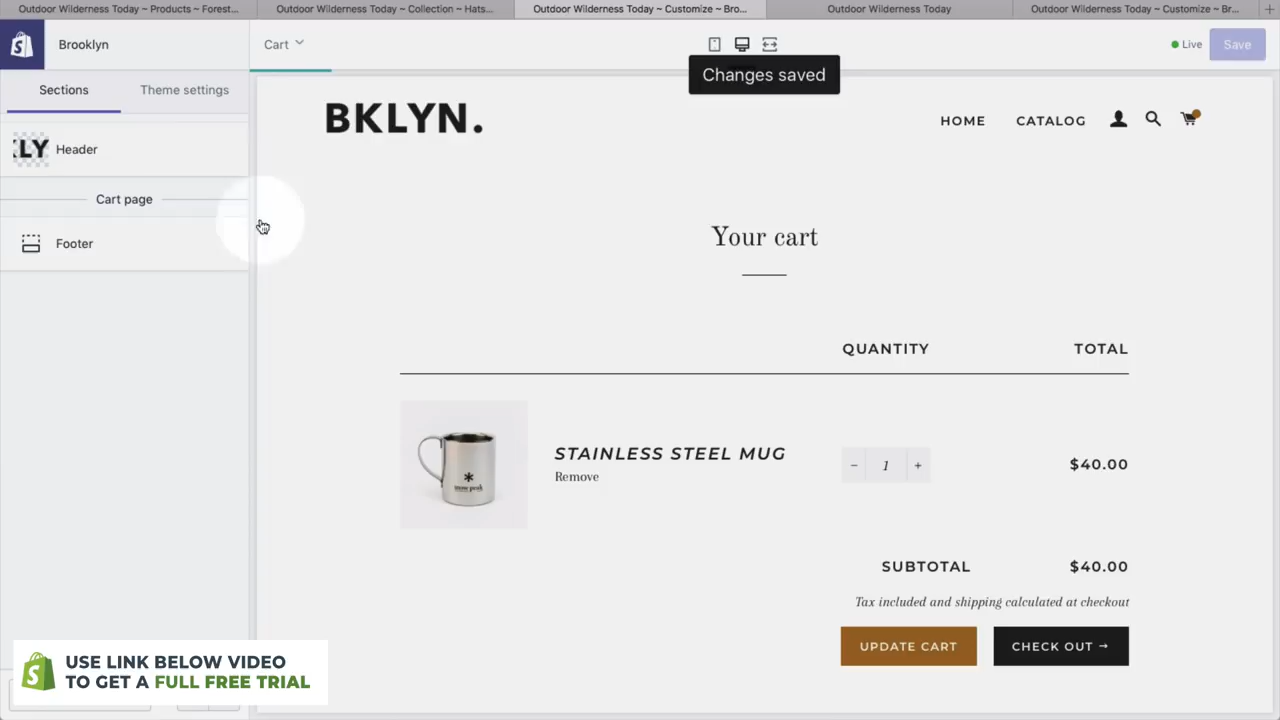 Outdoor Wilderness Today ~ Products ~ Forest...
Outdoor Wilderness Today ~ Collection ~ Hats...
Outdoor Wilderness Today ~ Customize ~ Bro...
Outdoor Wilderness Today
Outdoor Wilderness Today ~ Customize ~ Br...
Brooklyn
Cart
Live
Save
Changes saved
Sections
Theme settings
LY
Header
Cart page
Footer
BKLYN.
HOME
CATALOG
Your cart
QUANTITY
TOTAL
snow peak
STAINLESS STEEL MUG
Remove
− 1 +
$40.00
SUBTOTAL
$40.00
Tax included and shipping calculated at checkout
UPDATE CART
CHECK OUT →
USE LINK BELOW VIDEO
TO GET A FULL FREE TRIAL